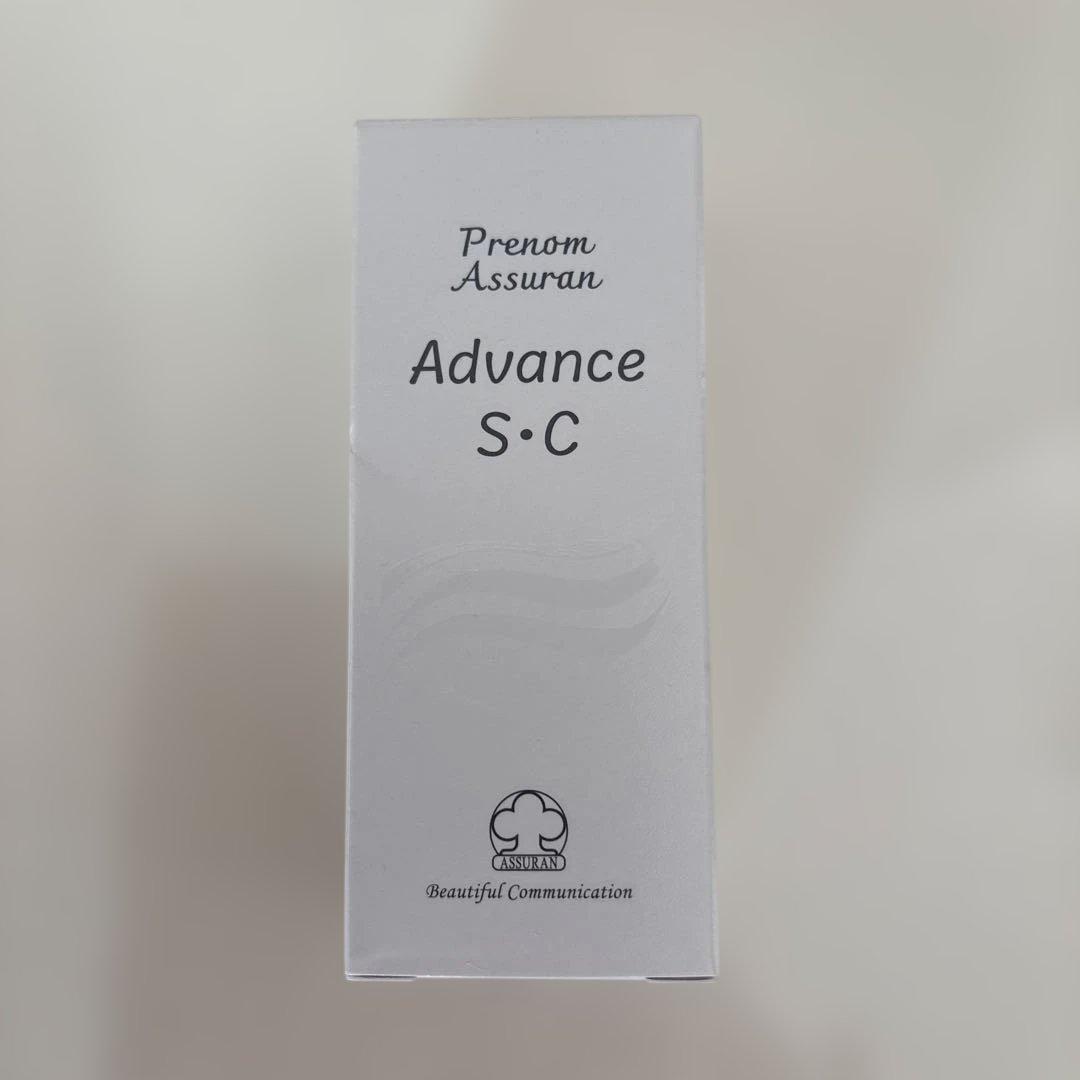 Prenom
Assuran
Advance
S・C
ASSURAN
Beautiful Communication